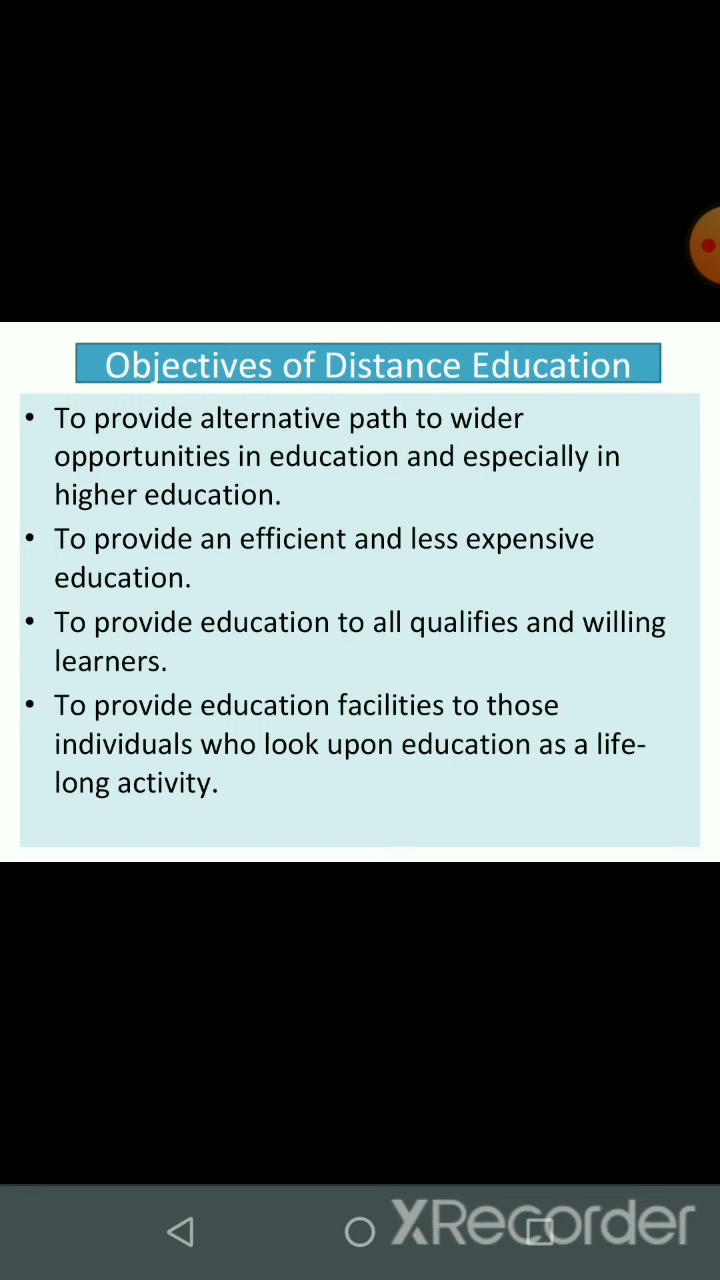 Objectives of Distance Education
• To provide alternative path to wider
opportunities in education and especially in
higher education.
• To provide an efficient and less expensive
education.
• To provide education to all qualifies and willing
learners.
• To provide education facilities to those
individuals who look upon education as a life-
long activity.
XRecorder